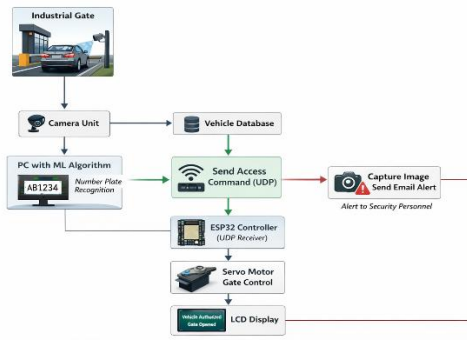 Industrial Gate
Camera Unit
Vehicle Database
PC with ML Algorithm
AB1234
Number Plate
Recognition
Send Access
Command (UDP)
Capture Image
Send Email Alert
Alert to Security Personnel
ESP32 Controller
(UDP Receiver)
Servo Motor
Gate Control
Vehicle Authorized
Gate Opened
LCD Display